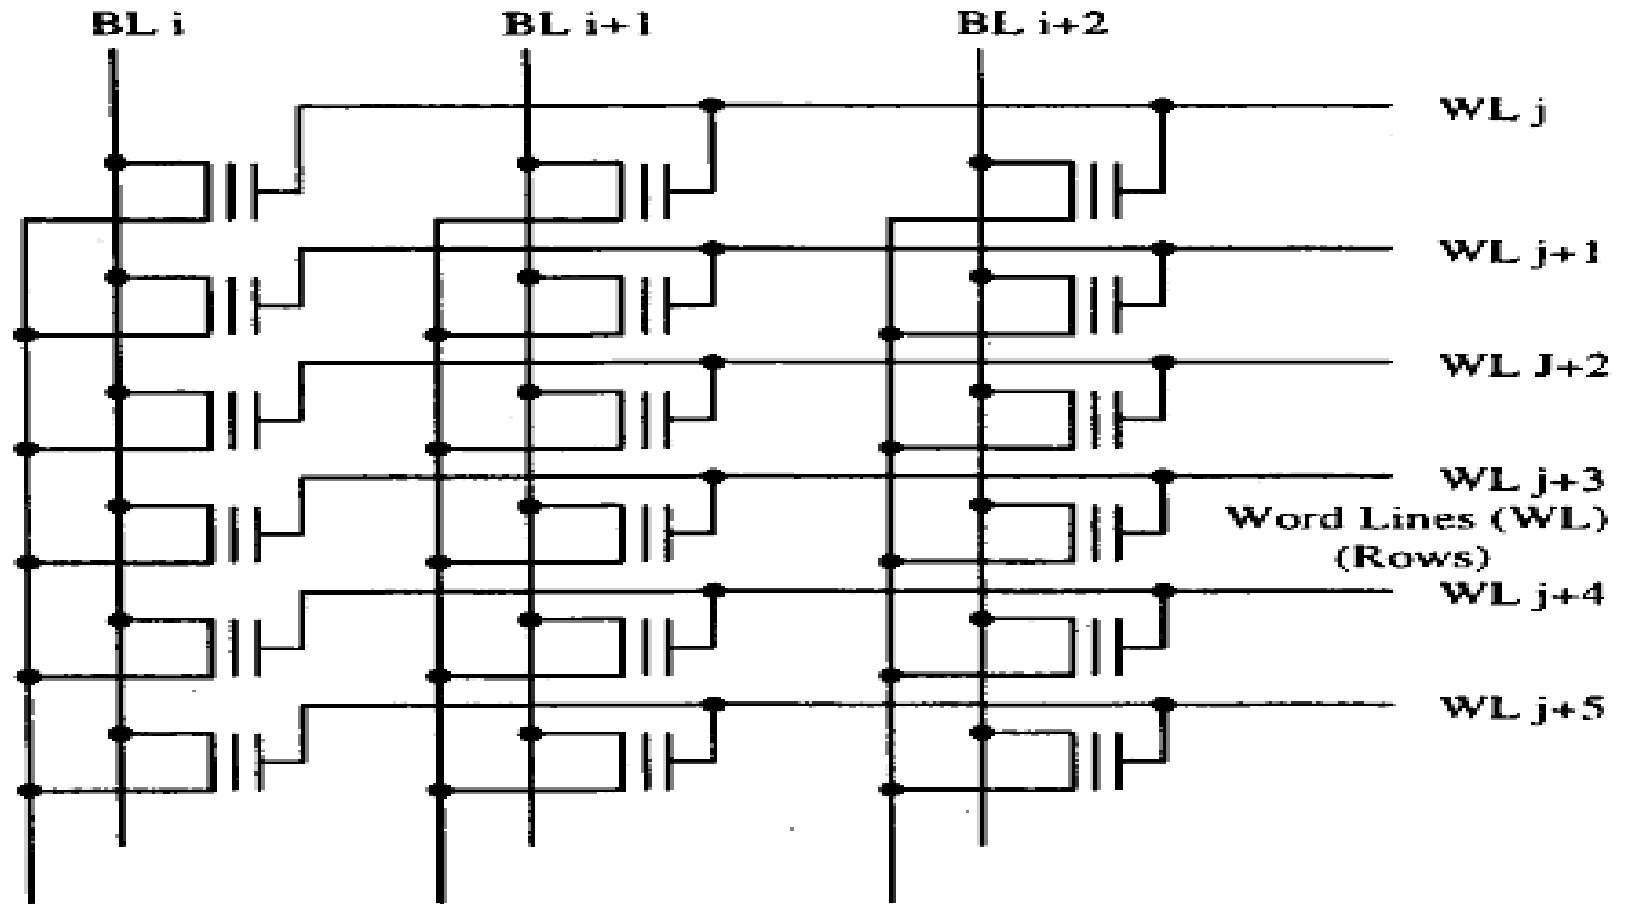 BL i
BL i+1
BL i+2
WL j
WL j+1
WL J+2
WL j+3
Word Lines (WL)
(Rows)
WL j+4
WL j+5